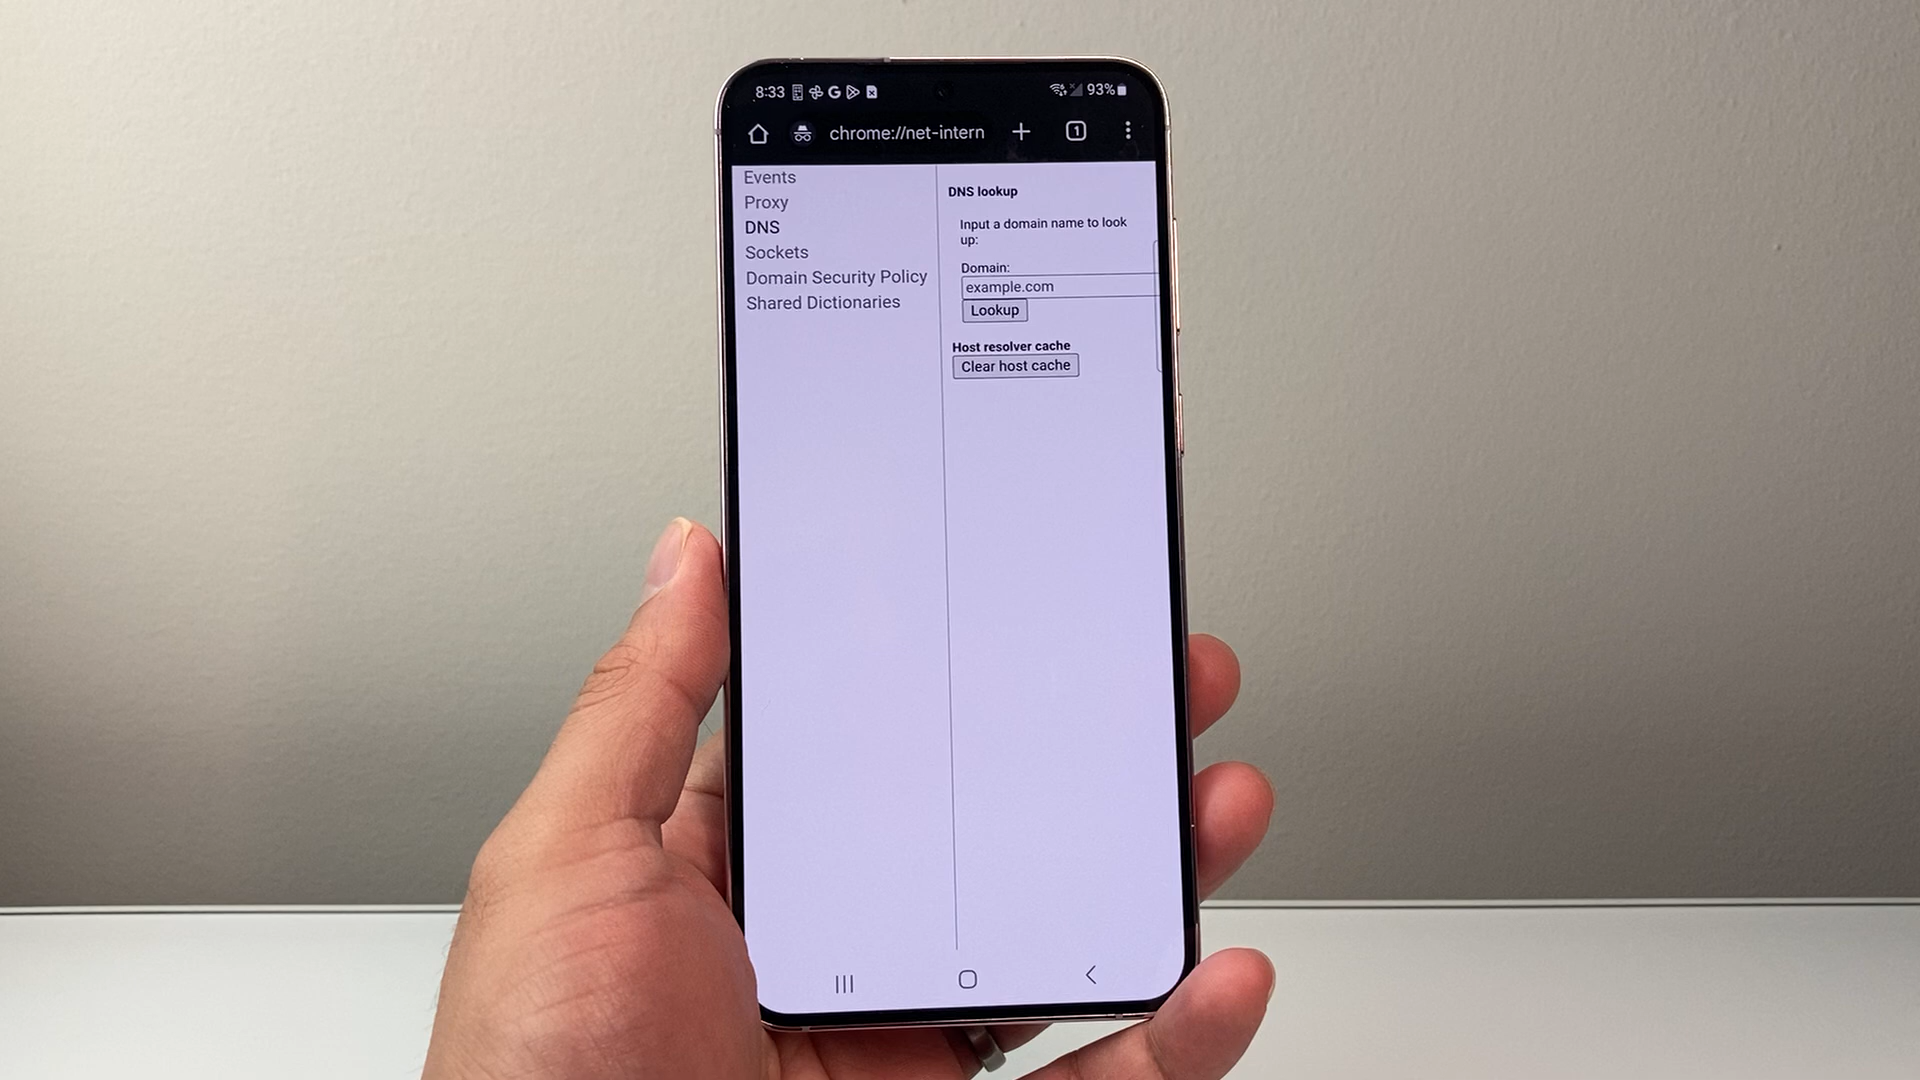 8:33
93%
chrome://net-intern
1
Events
Proxy
DNS
Sockets
Domain Security Policy
Shared Dictionaries
DNS lookup
Input a domain name to look
up:
Domain:
example.com
Lookup
Host resolver cache
Clear host cache